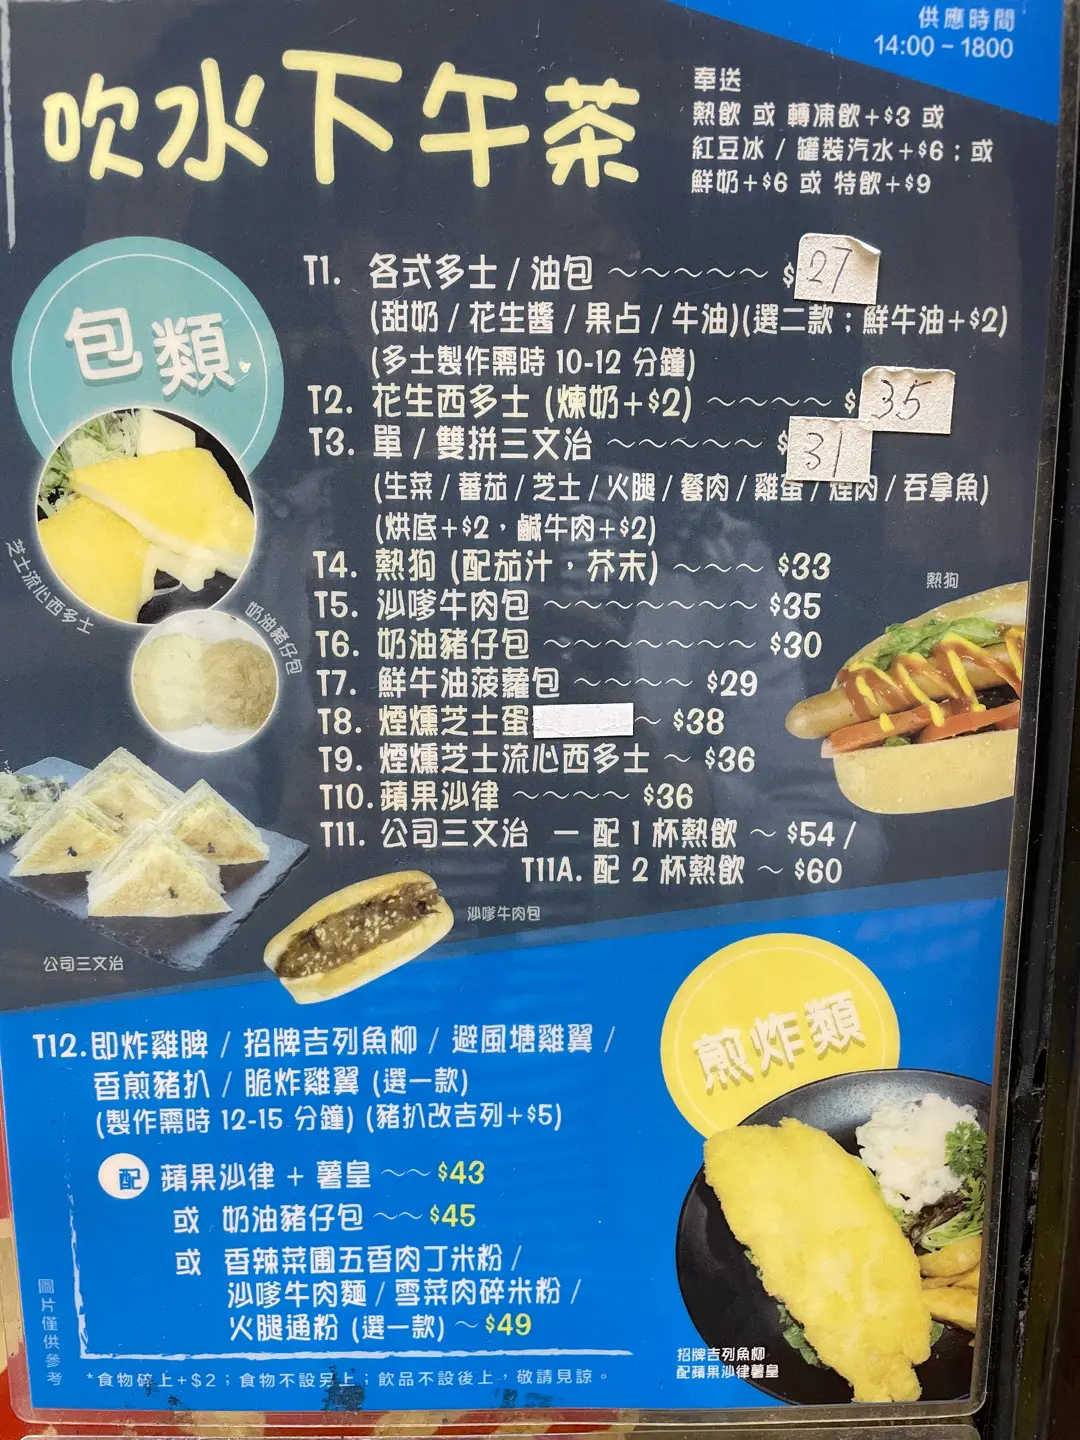 供應時間
14:00 - 1800
吹水下午茶
奉送
熱飲 或 轉凍飲+$3 或
紅豆冰 / 罐裝汽水+$6；或
鮮奶+$6 或 特飲+$9
包類
T1. 各式多士 / 油包 ～～～～～ $27
(甜奶 / 花生醬 / 果占 / 牛油)(選二款；鮮牛油+$2)
(多士製作需時 10-12 分鐘)
T2. 花生西多士 (煉奶+$2) ～～～～ $35
T3. 單 / 雙拼三文治 ～～～～～ $31
(生菜 / 蕃茄 / 芝士 / 火腿 / 餐肉 / 雞蛋 / 煙肉 / 吞拿魚)
(烘底+$2，鹹牛肉+$2)
T4. 熱狗 (配茄汁，芥末) ～～～ $33
T5. 沙嗲牛肉包 ～～～～～～～ $35
T6. 奶油豬仔包 ～～～～～～～ $30
T7. 鮮牛油菠蘿包 ～～～～ $29
T8. 煙燻芝士蛋 ～ $38
T9. 煙燻芝士流心西多士 ～ $36
T10. 蘋果沙律 ～～～～ $36
T11. 公司三文治 一 配 1 杯熱飲 ～ $54 /
T11A. 配 2 杯熱飲 ～ $60
芝士流心西多士
奶油豬仔包
熱狗
公司三文治
沙嗲牛肉包
煎炸類
T12. 即炸雞脾 / 招牌吉列魚柳 / 避風塘雞翼 /
香煎豬扒 / 脆炸雞翼 (選一款)
(製作需時 12-15 分鐘) (豬扒改吉列+$5)
配 蘋果沙律 + 薯皇 ～～ $43
或 奶油豬仔包 ～～ $45
或 香辣菜圃五香肉丁米粉 /
沙嗲牛肉麵 / 雪菜肉碎米粉 /
火腿通粉 (選一款) ～ $49
招牌吉列魚柳
配蘋果沙律薯皇
圖片僅供參考
*食物碎上+$2；食物不設另上；飲品不設後上，敬請見諒。